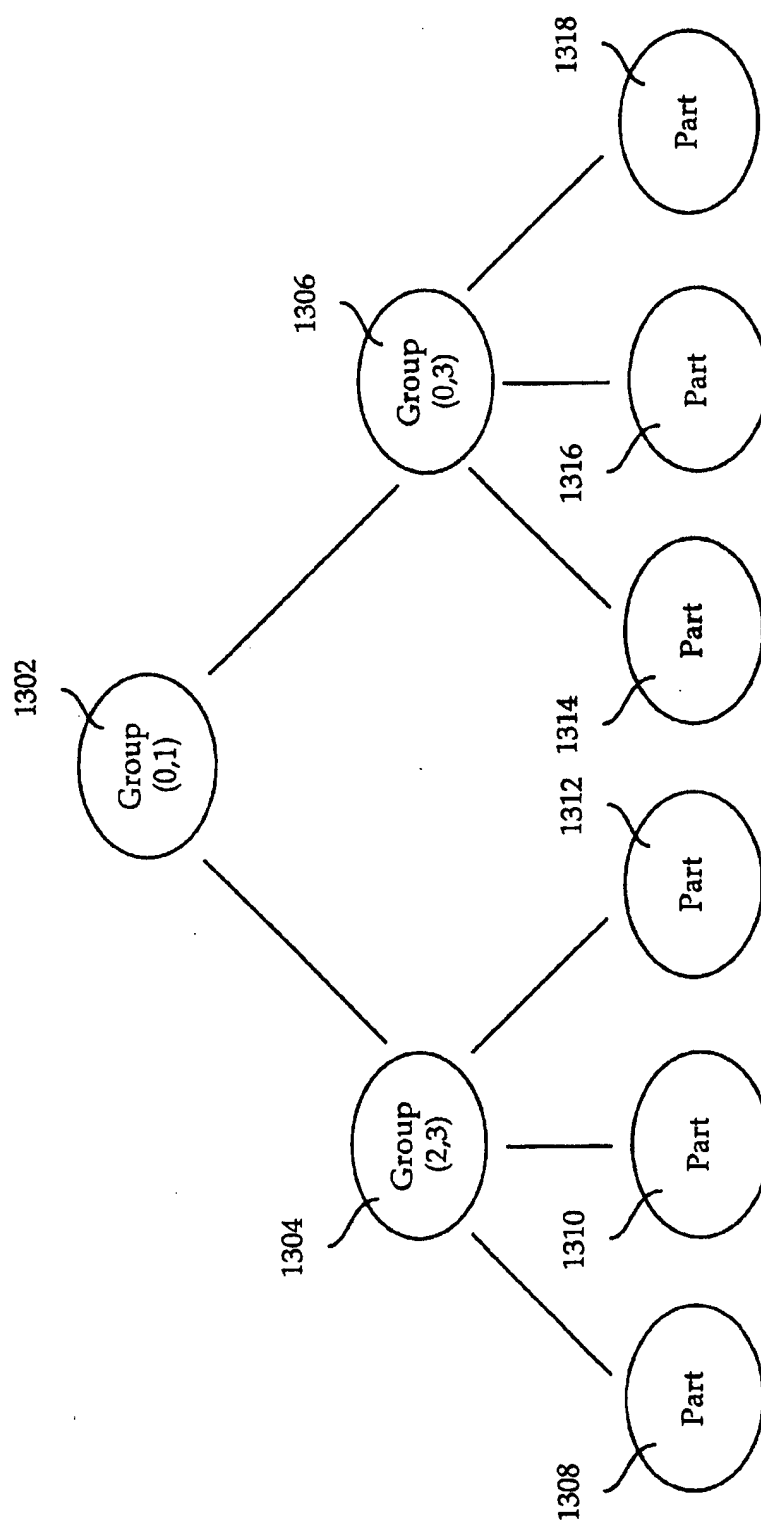 1302
Group
(0,1)
1304
Group
(2,3)
1306
Group
(0,3)
1308
Part
1310
Part
1312
Part
1314
Part
1316
Part
1318
Part